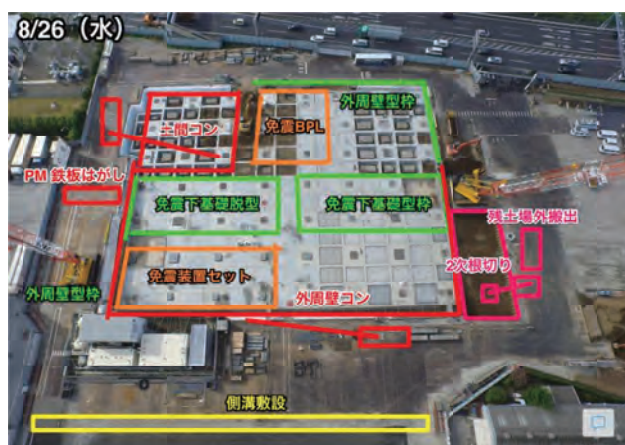 8/26（水）
土間コン
免震BPL
外周壁型枠
PM 鉄板はがし
免震下基礎脱型
免震下基礎型枠
残土場外搬出
2次根切り
免震装置セット
外周壁型枠
外周壁コン
側溝敷設